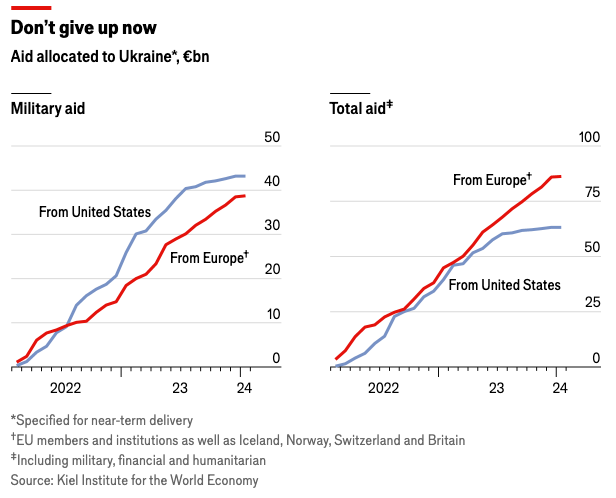 Don't give up now
Aid allocated to Ukraine*, €bn
Military aid
50
40
30
20
10
0
From United States
From Europe†
2022
23
24
Total aid‡
100
75
50
25
0
From Europe†
From United States
2022
23
24
*Specified for near-term delivery
†EU members and institutions as well as Iceland, Norway, Switzerland and Britain
‡Including military, financial and humanitarian
Source: Kiel Institute for the World Economy